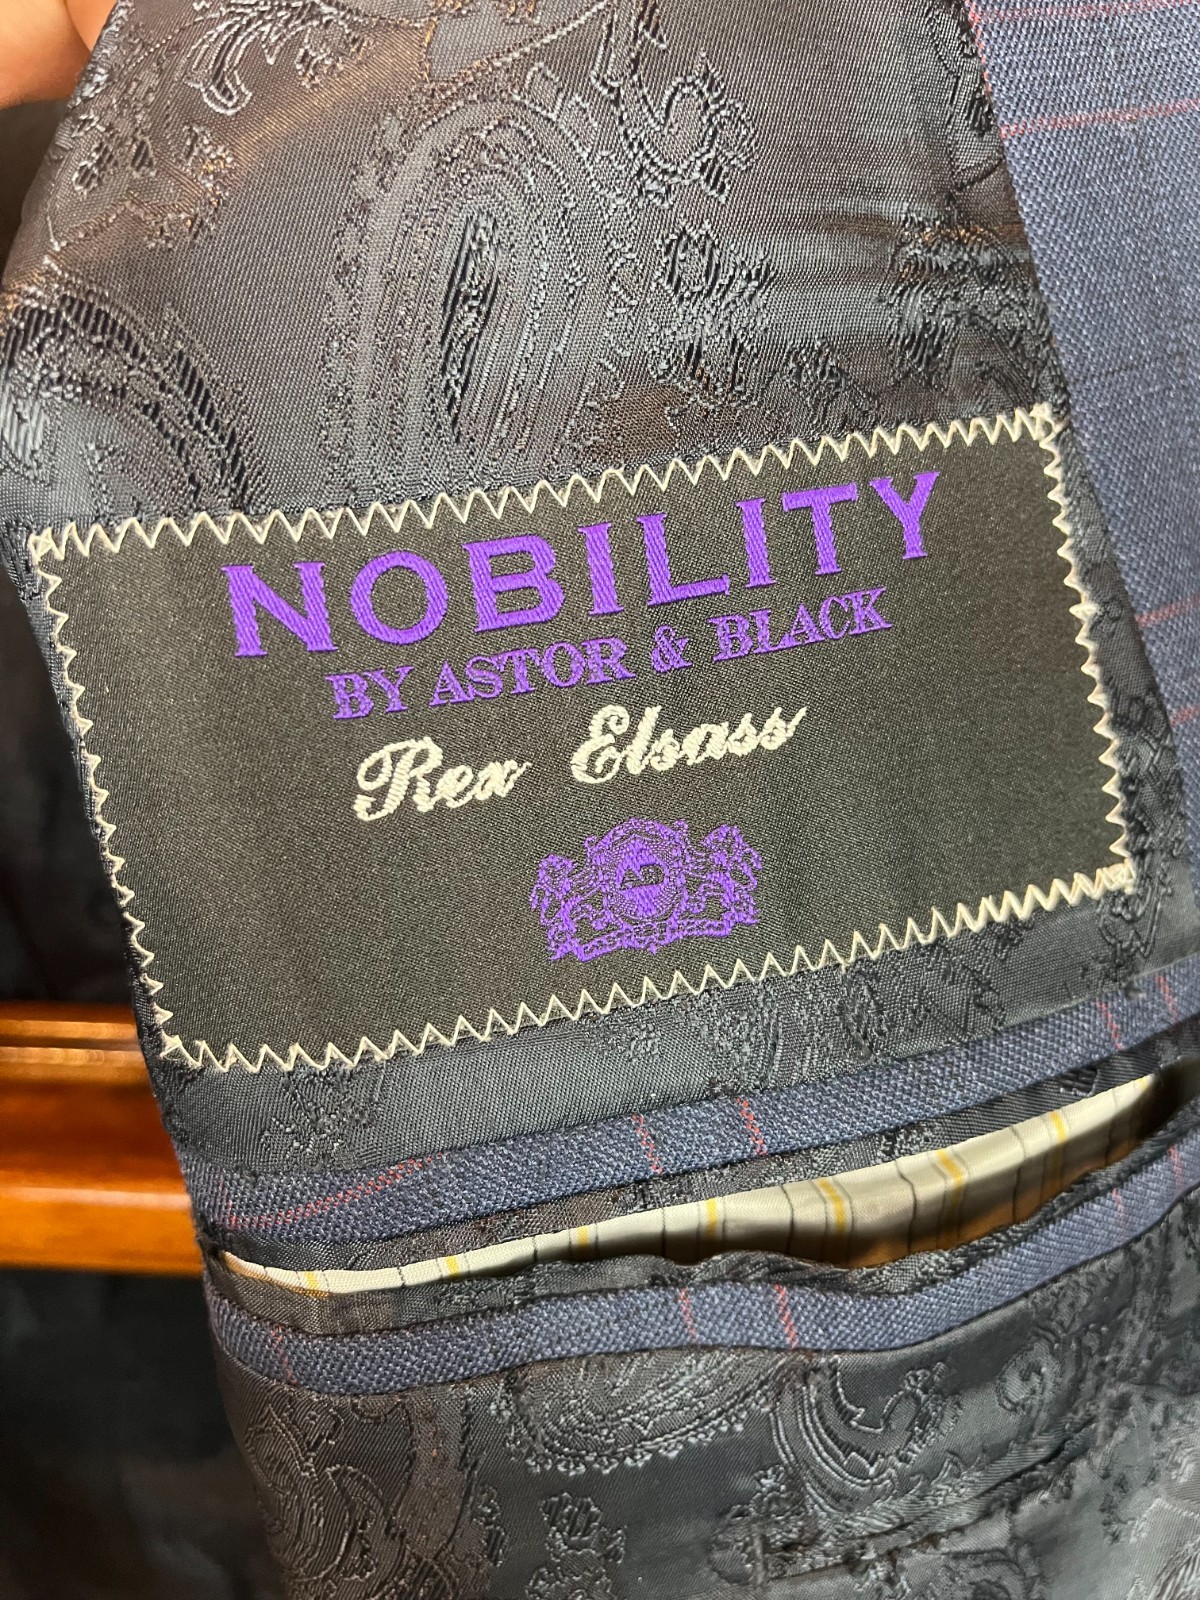 NOBILITY
BY ASTOR & BLACK
Rex Elsass